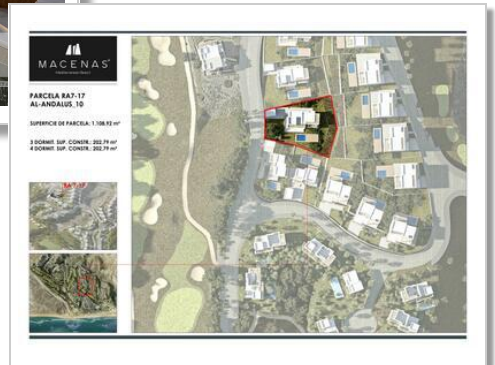 MACENAS
PARCELA RA7-17
AL-ANDALUS_10
SUPERFICIE DE PARCELA: 1.108,92 m²
3 DORMIT. SUP. CONSTR.: 202,79 m²
4 DORMIT. SUP. CONSTR.: 202,79 m²
RA7-17